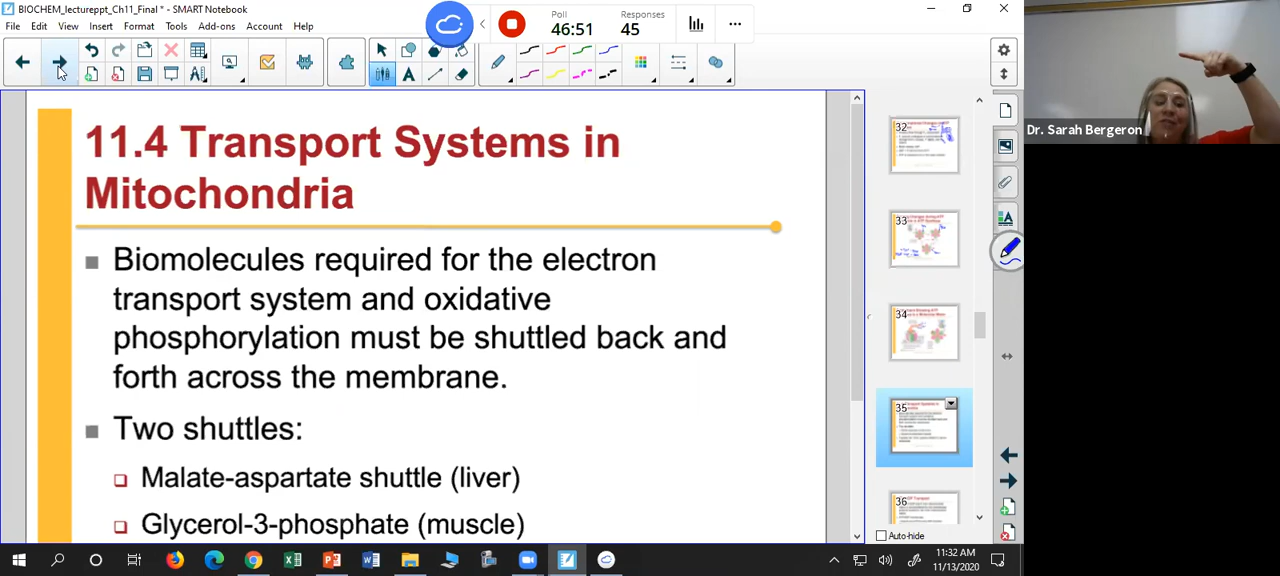 BIOCHEM_lectureppt_Ch11_Final * - SMART Notebook
File Edit View Insert Format Tools Add-ons Account Help
Poll
46:51
Responses
45
11.4 Transport Systems in
Mitochondria
Biomolecules required for the electron
transport system and oxidative
phosphorylation must be shuttled back and
forth across the membrane.
Two shuttles:
Malate-aspartate shuttle (liver)
Glycerol-3-phosphate (muscle)
32
33
34
35
36
Auto-hide
Dr. Sarah Bergeron
11:32 AM
11/13/2020